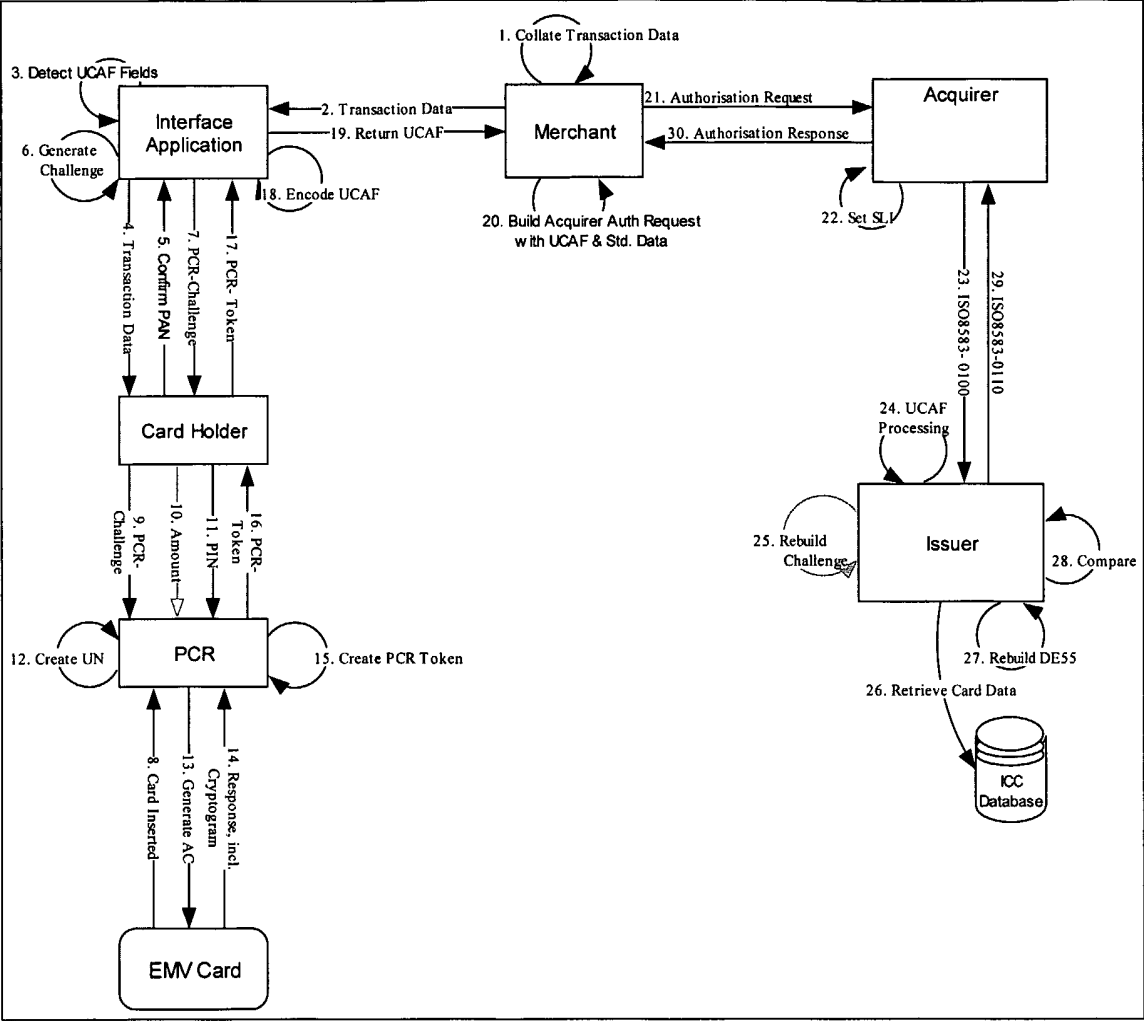 1. Collate Transaction Data
3. Detect UCAF Fields
Interface
Application
2. Transaction Data
19. Return UCAF
Merchant
21. Authorisation Request
30. Authorisation Response
Acquirer
6. Generate
Challenge
18. Encode UCAF
20. Build Acquirer Auth Request
with UCAF & Std. Data
22. Set SLI
4. Transaction Data
5. Confirm PAN
7. PCR-Challenge
17. PCR- Token
23. ISO8583- 0100
29. ISO8583-0110
Card Holder
24. UCAF
Processing
9. PCR-
Challenge
10. Amount
11. PIN
16. PCR-
Token
25. Rebuild
Challenge
Issuer
28. Compare
12. Create UN
PCR
15. Create PCR Token
27. Rebuild DE55
26. Retrieve Card Data
8. Card Inserted
13. Generate AC
14. Response, incl.
Cryptogram
ICC
Database
EMV Card